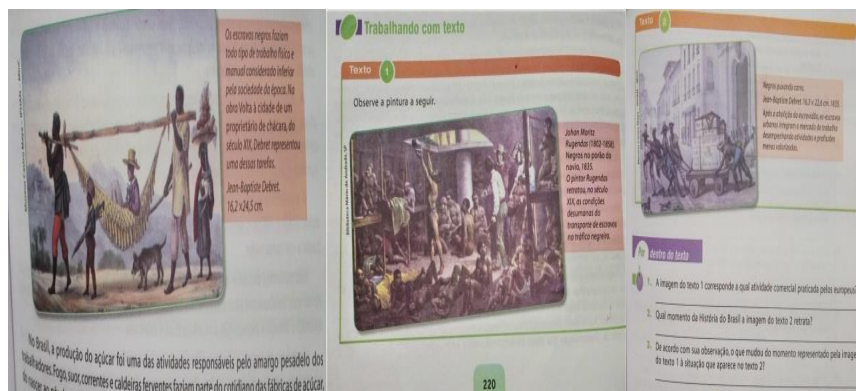 Os escravos negros faziam
todo tipo de trabalho físico e
manual considerado inferior
pela sociedade da época. Na
obra Volta à cidade de um
proprietário de chácara, do
século XIX, Debret representou
uma dessas tarefas.
Jean-Baptiste Debret.
16,2 x 24,5 cm.
No Brasil, a produção do açúcar foi uma das atividades responsáveis pelo amargo pesadelo dos
trabalhadores. Fogo, suor, correntes e caldeiras ferventes faziam parte do cotidiano das fábricas de açúcar,
Trabalhando com texto
Texto 1
Observe a pintura a seguir.
Johan Moritz
Rugendas (1802-1858).
Negros no porão do
navio, 1835.
O pintor Rugendas
retratou, no século
XIX, as condições
desumanas do
transporte de escravos
no tráfico negreiro.
Biblioteca Mário de Andrade, SP
220
Texto 2
Negros puxando carro.
Jean-Baptiste Debret. 16,2 x 22,6 cm. 1835.
Após a abolição da escravidão, ex-escravos
urbanos integram o mercado de trabalho
desempenhando atividades e profissões
menos valorizadas.
Por dentro do texto
1. A imagem do texto 1 corresponde a qual atividade comercial praticada pelos europeus?
2. Qual momento da História do Brasil a imagem do texto 2 retrata?
3. De acordo com sua observação, o que mudou do momento representado pela image
do texto 1 à situação que aparece no texto 2?